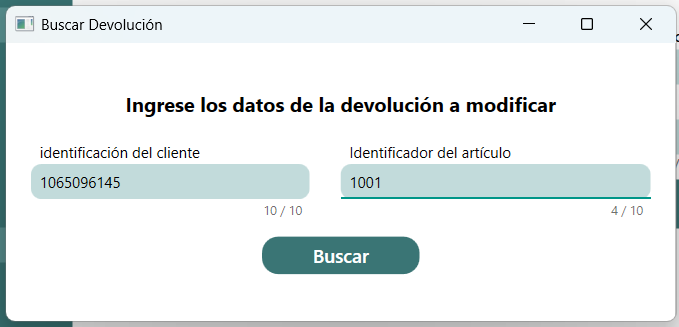 Buscar Devolución
Ingrese los datos de la devolución a modificar
identificación del cliente
Identificador del artículo
1065096145
1001
10 / 10
4 / 10
Buscar